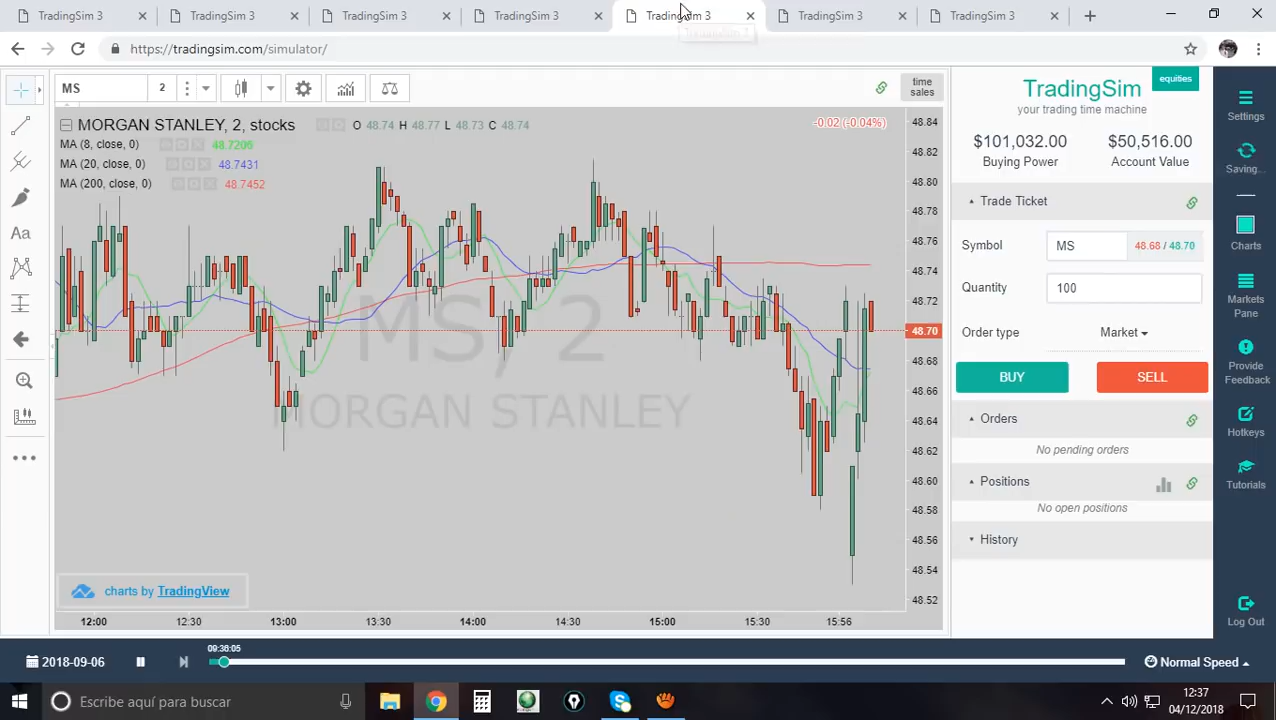 TradingSim 3 TradingSim 3 TradingSim 3 TradingSim 3 TradingSim 3 TradingSim 3 TradingSim 3
TradingSim 3
https://tradingsim.com/simulator/
MS 2 time sales
MORGAN STANLEY, 2, stocks O 48.74 H 48.77 L 48.73 C 48.74 -0.02 (-0.04%)
MA (8, close, 0) 48.7206
MA (20, close, 0) 48.7431
MA (200, close, 0) 48.7452
MS, 2
MORGAN STANLEY
Aa
48.84
48.82
48.80
48.78
48.76
48.74
48.72
48.70
48.68
48.66
48.64
48.62
48.60
48.58
48.56
48.54
48.52
charts by TradingView
12:00 12:30 13:00 13:30 14:00 14:30 15:00 15:30 15:56
TradingSim equities
your trading time machine
$101,032.00 $50,516.00
Buying Power Account Value
Trade Ticket
Symbol MS 48.68 / 48.70
Quantity 100
Order type Market
BUY SELL
Orders
No pending orders
Positions
No open positions
History
Settings
Saving...
Charts
Markets
Pane
Provide
Feedback
Hotkeys
Tutorials
Log Out
09:36:05
2018-09-06 Normal Speed
Escribe aquí para buscar
12:37
04/12/2018